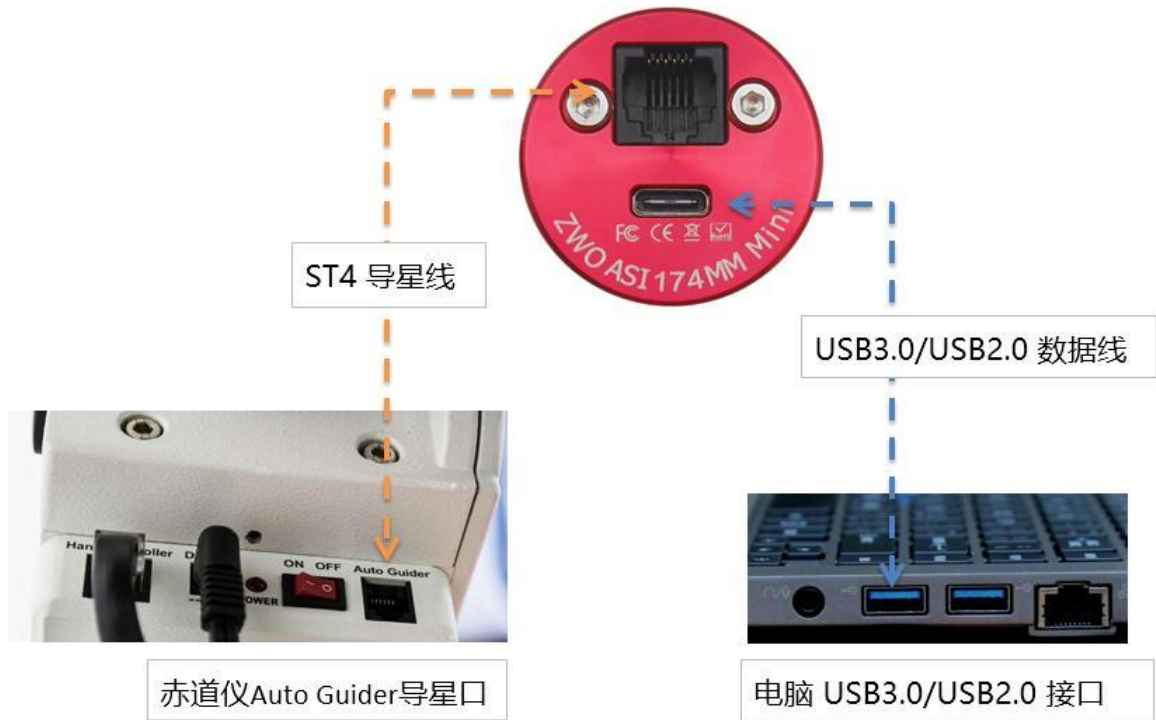 FC CE RoHS
ZWO ASI174MM Mini
ST4 导星线
USB3.0/USB2.0 数据线
ON OFF Auto Guider
赤道仪Auto Guider导星口
电脑 USB3.0/USB2.0 接口